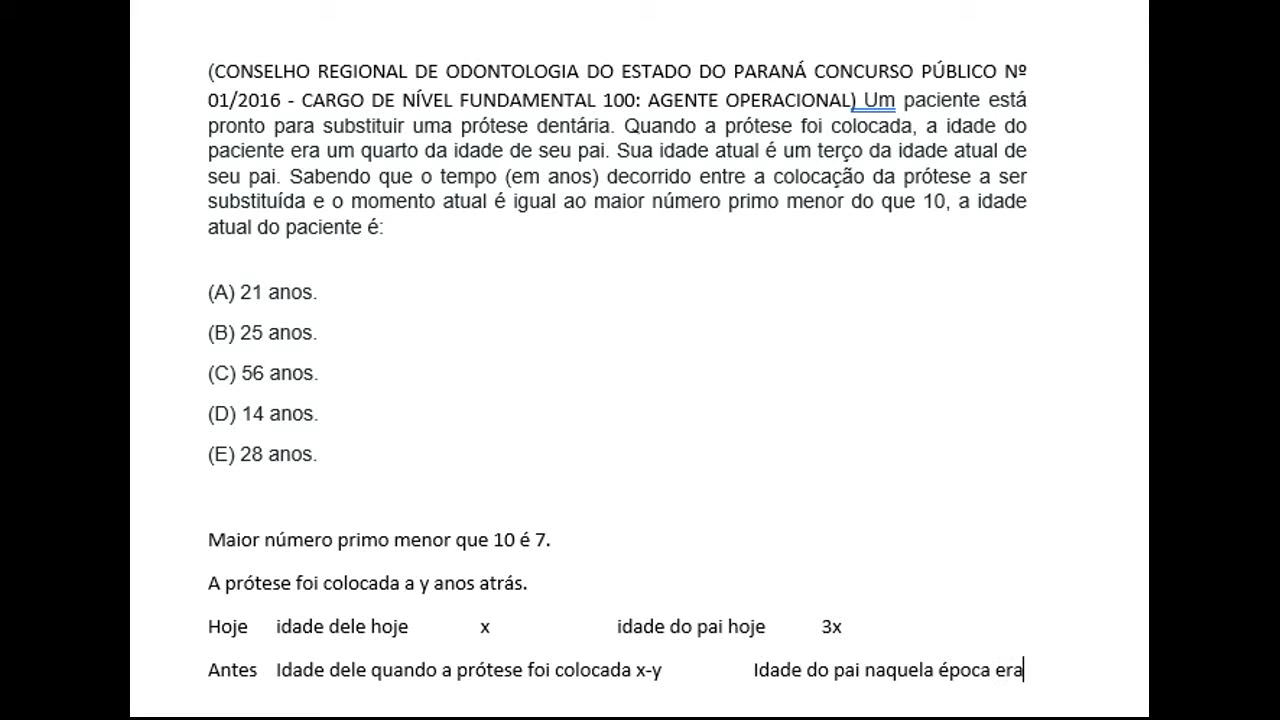 (CONSELHO REGIONAL DE ODONTOLOGIA DO ESTADO DO PARANÁ CONCURSO PÚBLICO Nº
01/2016 - CARGO DE NÍVEL FUNDAMENTAL 100: AGENTE OPERACIONAL) Um paciente está
pronto para substituir uma prótese dentária. Quando a prótese foi colocada, a idade do
paciente era um quarto da idade de seu pai. Sua idade atual é um terço da idade atual de
seu pai. Sabendo que o tempo (em anos) decorrido entre a colocação da prótese a ser
substituída e o momento atual é igual ao maior número primo menor do que 10, a idade
atual do paciente é:
(A) 21 anos.
(B) 25 anos.
(C) 56 anos.
(D) 14 anos.
(E) 28 anos.
Maior número primo menor que 10 é 7.
A prótese foi colocada a y anos atrás.
Hoje idade dele hoje x idade do pai hoje 3x
Antes Idade dele quando a prótese foi colocada x-y Idade do pai naquela época era